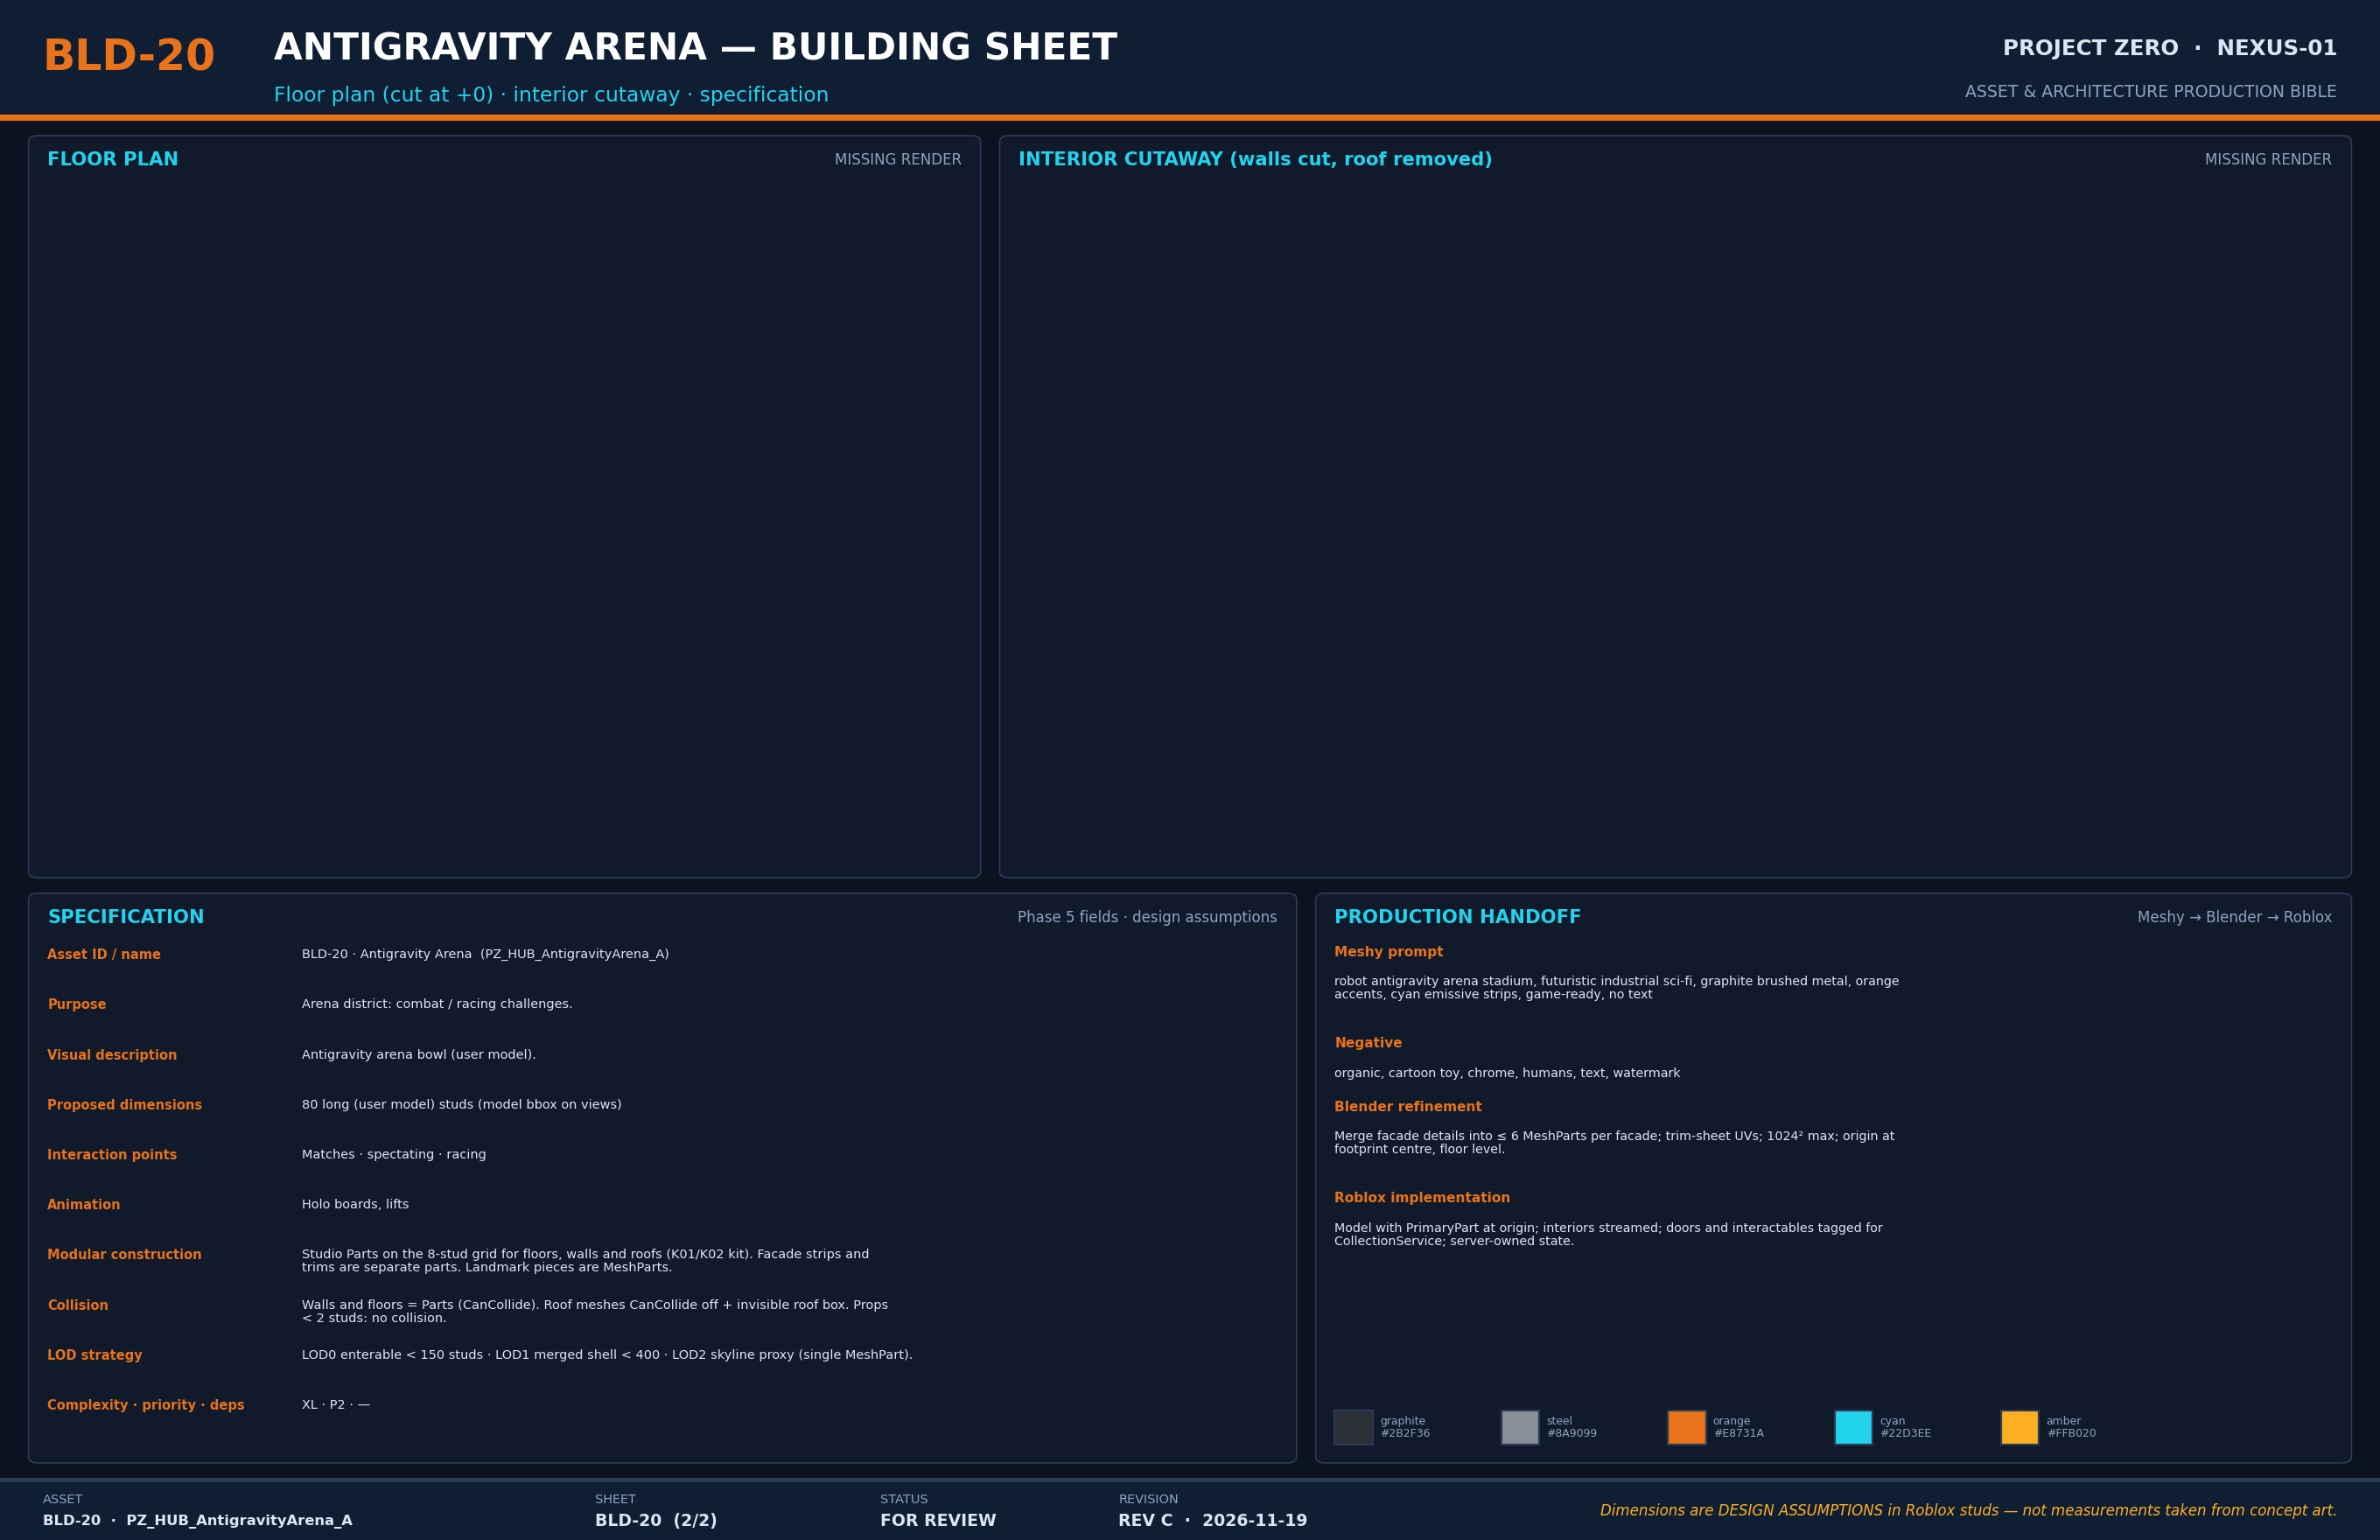 BLD-20
ANTIGRAVITY ARENA — BUILDING SHEET
Floor plan (cut at +0) · interior cutaway · specification
PROJECT ZERO · NEXUS-01
ASSET & ARCHITECTURE PRODUCTION BIBLE
FLOOR PLAN
MISSING RENDER
INTERIOR CUTAWAY (walls cut, roof removed)
MISSING RENDER
SPECIFICATION
Phase 5 fields · design assumptions
Asset ID / name
BLD-20 · Antigravity Arena (PZ_HUB_AntigravityArena_A)
Purpose
Arena district: combat / racing challenges.
Visual description
Antigravity arena bowl (user model).
Proposed dimensions
80 long (user model) studs (model bbox on views)
Interaction points
Matches · spectating · racing
Animation
Holo boards, lifts
Modular construction
Studio Parts on the 8-stud grid for floors, walls and roofs (K01/K02 kit). Facade strips and
trims are separate parts. Landmark pieces are MeshParts.
Collision
Walls and floors = Parts (CanCollide). Roof meshes CanCollide off + invisible roof box. Props
< 2 studs: no collision.
LOD strategy
LOD0 enterable < 150 studs · LOD1 merged shell < 400 · LOD2 skyline proxy (single MeshPart).
Complexity · priority · deps
XL · P2 · —
PRODUCTION HANDOFF
Meshy → Blender → Roblox
Meshy prompt
robot antigravity arena stadium, futuristic industrial sci-fi, graphite brushed metal, orange
accents, cyan emissive strips, game-ready, no text
Negative
organic, cartoon toy, chrome, humans, text, watermark
Blender refinement
Merge facade details into ≤ 6 MeshParts per facade; trim-sheet UVs; 1024² max; origin at
footprint centre, floor level.
Roblox implementation
Model with PrimaryPart at origin; interiors streamed; doors and interactables tagged for
CollectionService; server-owned state.
graphite
#2B2F36
steel
#8A9099
orange
#E8731A
cyan
#22D3EE
amber
#FFB020
ASSET
BLD-20 · PZ_HUB_AntigravityArena_A
SHEET
BLD-20 (2/2)
STATUS
FOR REVIEW
REVISION
REV C · 2026-11-19
Dimensions are DESIGN ASSUMPTIONS in Roblox studs — not measurements taken from concept art.